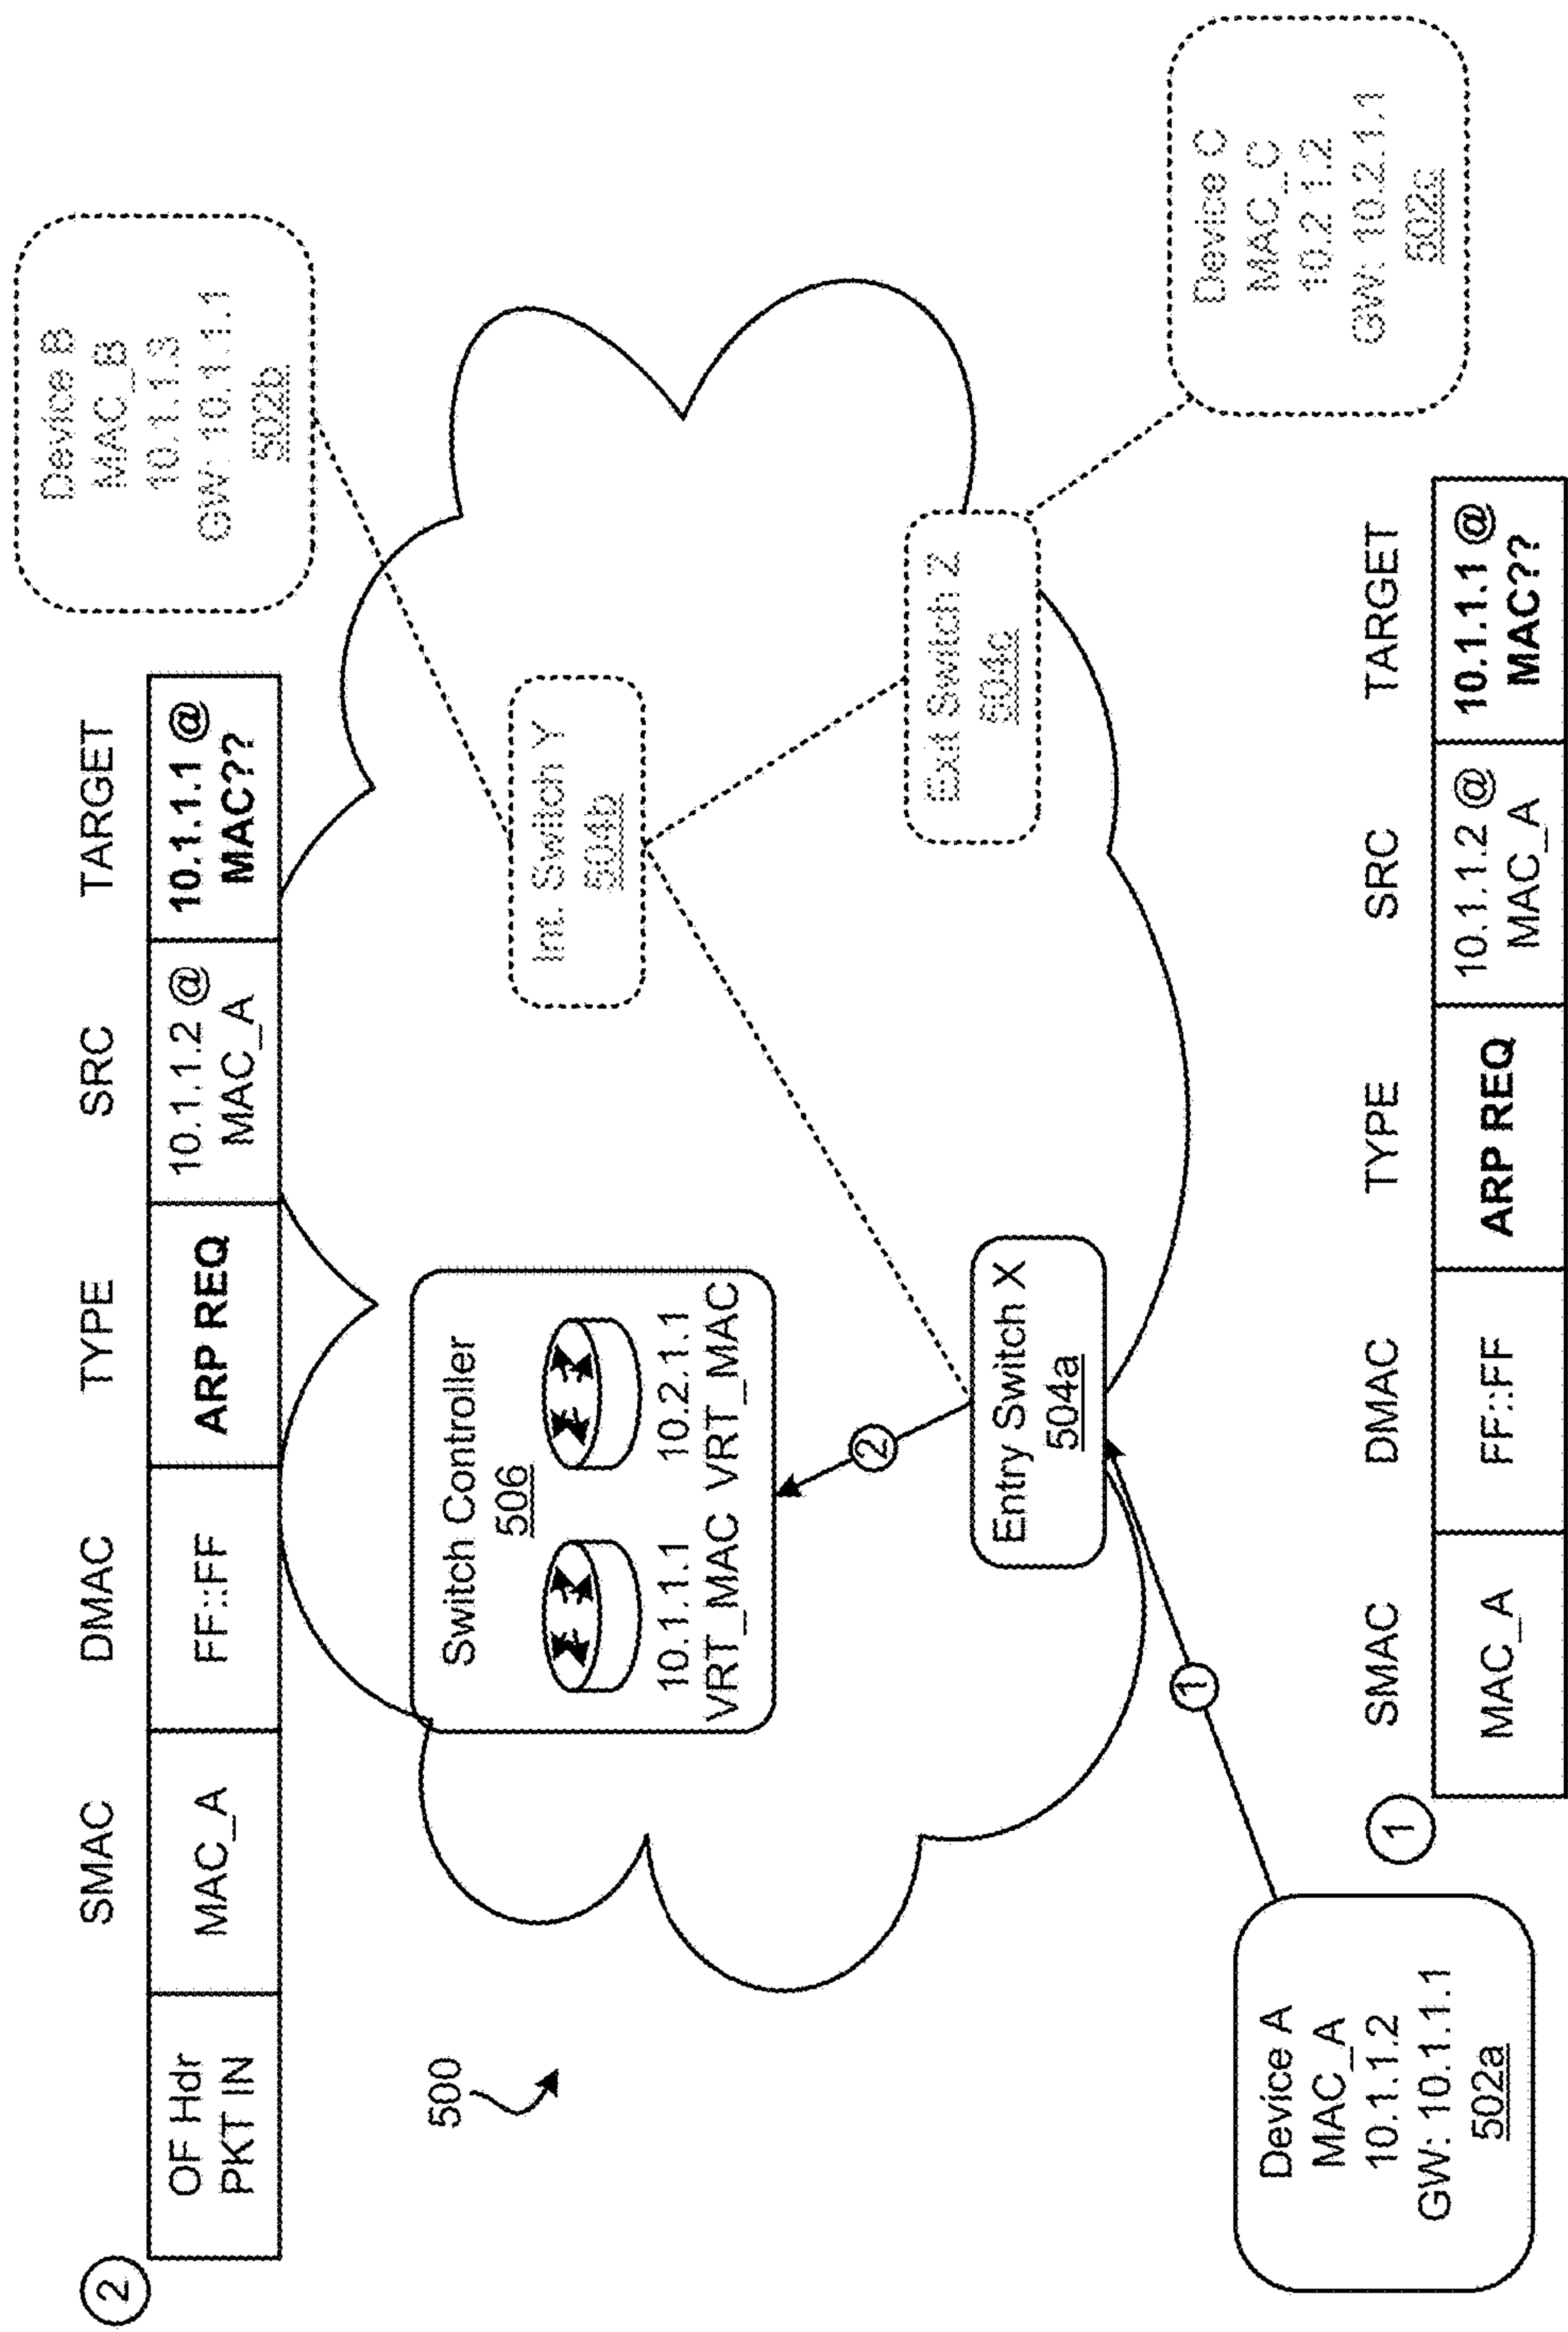 2
SMAC
DMAC
TYPE
SRC
TARGET
OF Hdr
PKT IN
MAC_A
FF::FF
ARP REQ
10.1.1.2 @
MAC_A
10.1.1.1 @
MAC??
Device B
MAC_B
10.1.1.3
GW: 10.1.1.1
502b
500
Switch Controller
506
10.1.1.1
VRT_MAC
10.2.1.1
VRT_MAC
Int. Switch Y
504b
2
Entry Switch X
504a
Exit Switch Z
504c
Device C
MAC_C
10.2.1.2
GW: 10.2.1.1
502c
1
Device A
MAC_A
10.1.1.2
GW: 10.1.1.1
502a
1
SMAC
DMAC
TYPE
SRC
TARGET
MAC_A
FF::FF
ARP REQ
10.1.1.2 @
MAC_A
10.1.1.1 @
MAC??